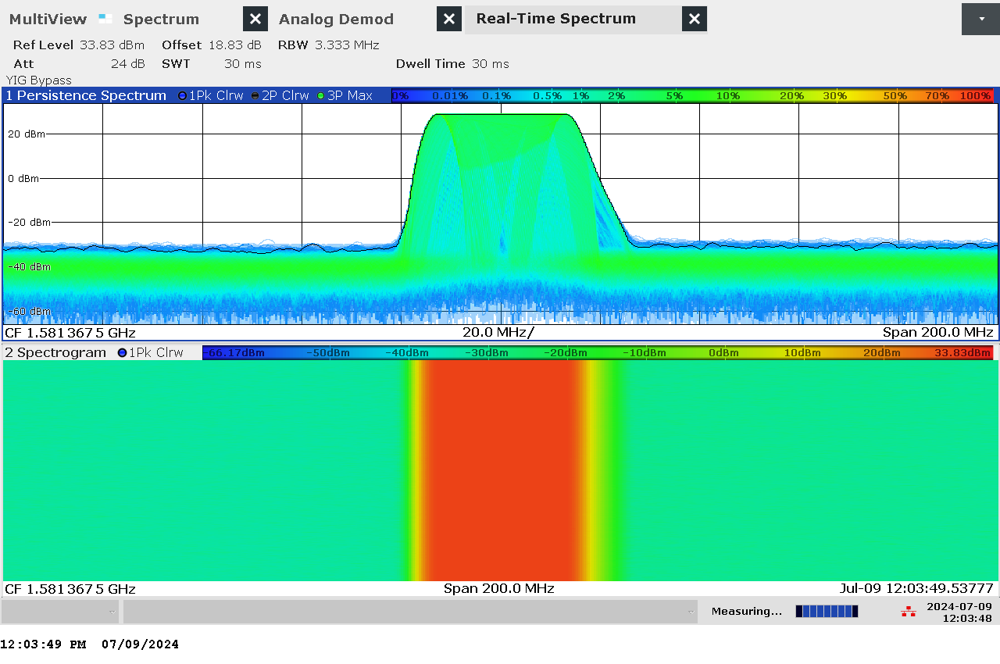 MultiView Spectrum Analog Demod Real-Time Spectrum
Ref Level 33.83 dBm Offset 18.83 dB RBW 3.333 MHz
Att 24 dB SWT 30 ms Dwell Time 30 ms
YIG Bypass
1 Persistence Spectrum 1Pk Clrw 2P Clrw 3P Max 0% 0.01% 0.1% 0.5% 1% 2% 5% 10% 20% 30% 50% 70% 100%
20 dBm
0 dBm
-20 dBm
-40 dBm
-60 dBm
CF 1.581 367 5 GHz 20.0 MHz/ Span 200.0 MHz
2 Spectrogram 1Pk Clrw -66.17dBm -50dBm -40dBm -30dBm -20dBm -10dBm 0dBm 10dBm 20dBm 33.83dBm
CF 1.581 367 5 GHz Span 200.0 MHz Jul-09 12:03:49.53777
Measuring... 2024-07-09
12:03:48
12:03:49 PM 07/09/2024